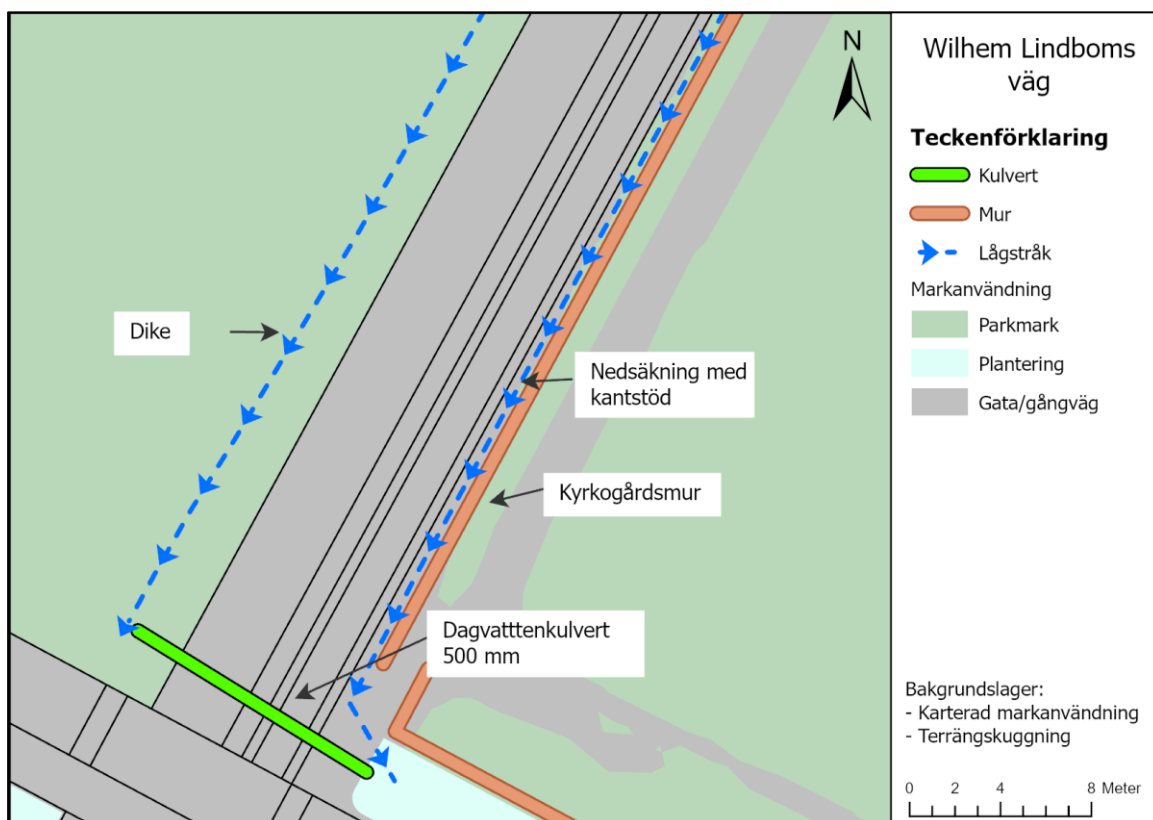 N
Wilhem Lindboms
väg
Teckenförklaring
Kulvert
Mur
Lågstråk
Markanvändning
Parkmark
Plantering
Gata/gångväg
Dike
Nedsäkning med
kantstöd
Kyrkogårdsmur
Dagvatttenkulvert
500 mm
Bakgrundslager:
- Karterad markanvändning
- Terrängskuggning
0 2 4 8 Meter